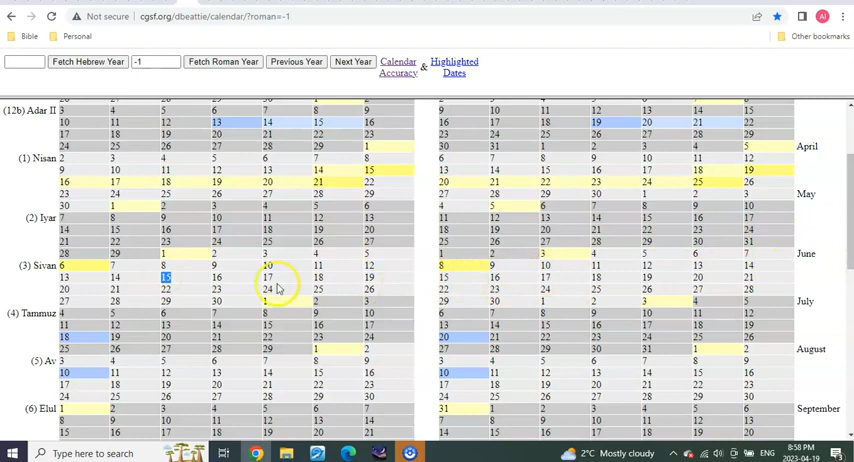 Not secure | cgsf.org/dbeattie/calendar/?roman=-1
Al
Bible Personal Other bookmarks
Fetch Hebrew Year -1 Fetch Roman Year Previous Year Next Year Calendar Accuracy & Highlighted Dates
(12b) Adar II 3 4 5 6 7 8 9 9 10 11 12 13 14 15
10 11 12 13 14 15 16 16 17 18 19 20 21 22
17 18 19 20 21 22 23 23 24 25 26 27 28 29
24 25 26 27 28 29 1 30 31 1 2 3 4 5 April
(1) Nisan 2 3 4 5 6 7 8 6 7 8 9 10 11 12
9 10 11 12 13 14 15 13 14 15 16 17 18 19
16 17 18 19 20 21 22 20 21 22 23 24 25 26
23 24 25 26 27 28 29 27 28 29 30 1 2 3 May
30 1 2 3 4 5 6 4 5 6 7 8 9 10
(2) Iyar 7 8 9 10 11 12 13 11 12 13 14 15 16 17
14 15 16 17 18 19 20 18 19 20 21 22 23 24
21 22 23 24 25 26 27 25 26 27 28 29 30 31
28 29 1 2 3 4 5 1 2 3 4 5 6 7 June
(3) Sivan 6 7 8 9 10 11 12 8 9 10 11 12 13 14
13 14 15 16 17 18 19 15 16 17 18 19 20 21
20 21 22 23 24 25 26 22 23 24 25 26 27 28
27 28 29 30 1 2 3 29 30 1 2 3 4 5 July
(4) Tammuz 4 5 6 7 8 9 10 6 7 8 9 10 11 12
11 12 13 14 15 16 17 13 14 15 16 17 18 19
18 19 20 21 22 23 24 20 21 22 23 24 25 26
25 26 27 28 29 1 2 27 28 29 30 31 1 2 August
(5) Av 3 4 5 6 7 8 9 3 4 5 6 7 8 9
10 11 12 13 14 15 16 10 11 12 13 14 15 16
17 18 19 20 21 22 23 17 18 19 20 21 22 23
24 25 26 27 28 29 30 24 25 26 27 28 29 30
(6) Elul 1 2 3 4 5 6 7 31 1 2 3 4 5 6 September
8 9 10 11 12 13 14 7 8 9 10 11 12 13
15 16 17 18 19 20 21 14 15 16 17 18 19 20
Type here to search 2°C Mostly cloudy ENG 8:58 PM
2023-04-19